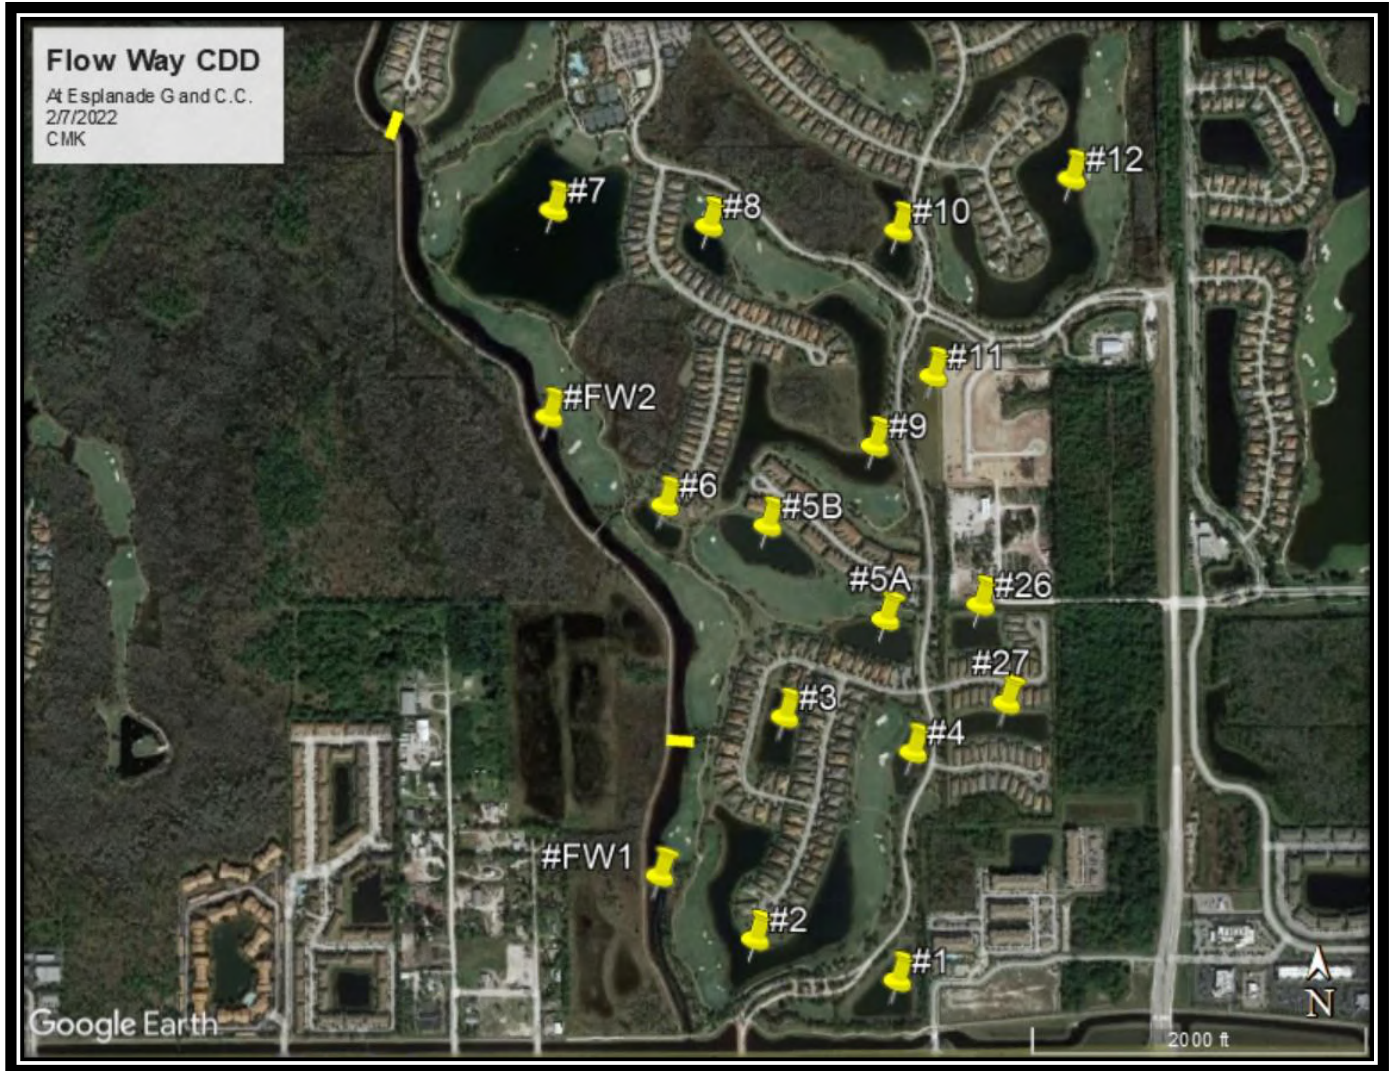 Flow Way CDD
At Esplanade G and C.C.
2/7/2022
CMK
#12
#7
#8
#10
#11
#FW2
#9
#6
#5B
#5A
#26
#27
#3
#4
#FW1
#2
#1
N
Google Earth
2000 ft